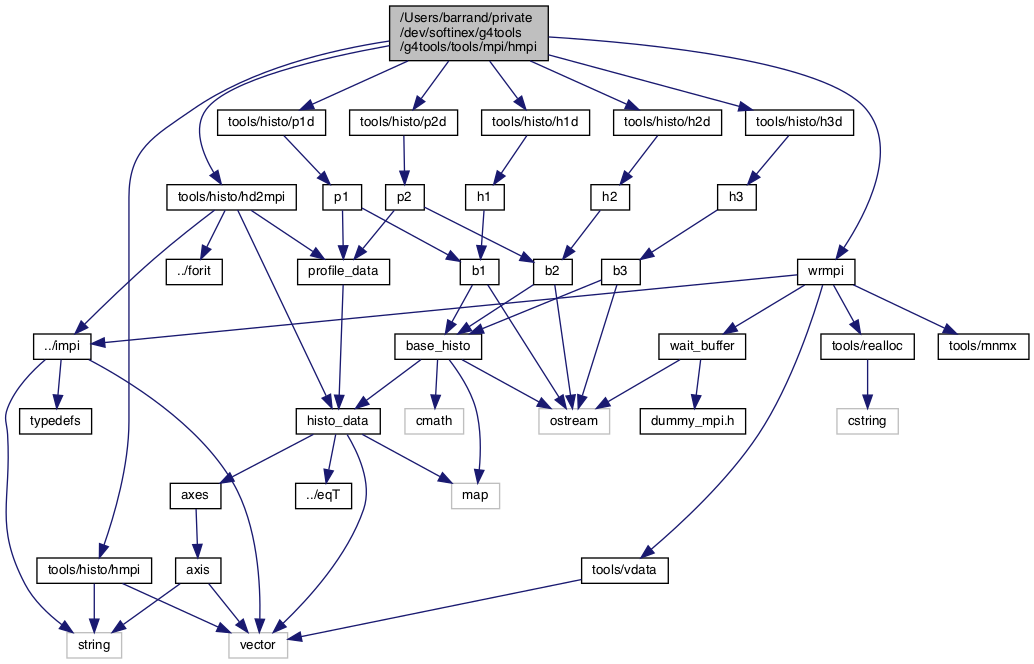 /Users/barrand/private
/dev/softinex/g4tools
/g4tools/tools/mpi/hmpi
tools/histo/p1d
tools/histo/p2d
tools/histo/h1d
tools/histo/h2d
tools/histo/h3d
tools/histo/hd2mpi
p1
p2
h1
h2
h3
../forit
profile_data
b1
b2
b3
wrmpi
../impi
base_histo
wait_buffer
tools/realloc
tools/mnmx
typedefs
histo_data
cmath
ostream
dummy_mpi.h
cstring
axes
../eqT
map
tools/histo/hmpi
axis
tools/vdata
string
vector